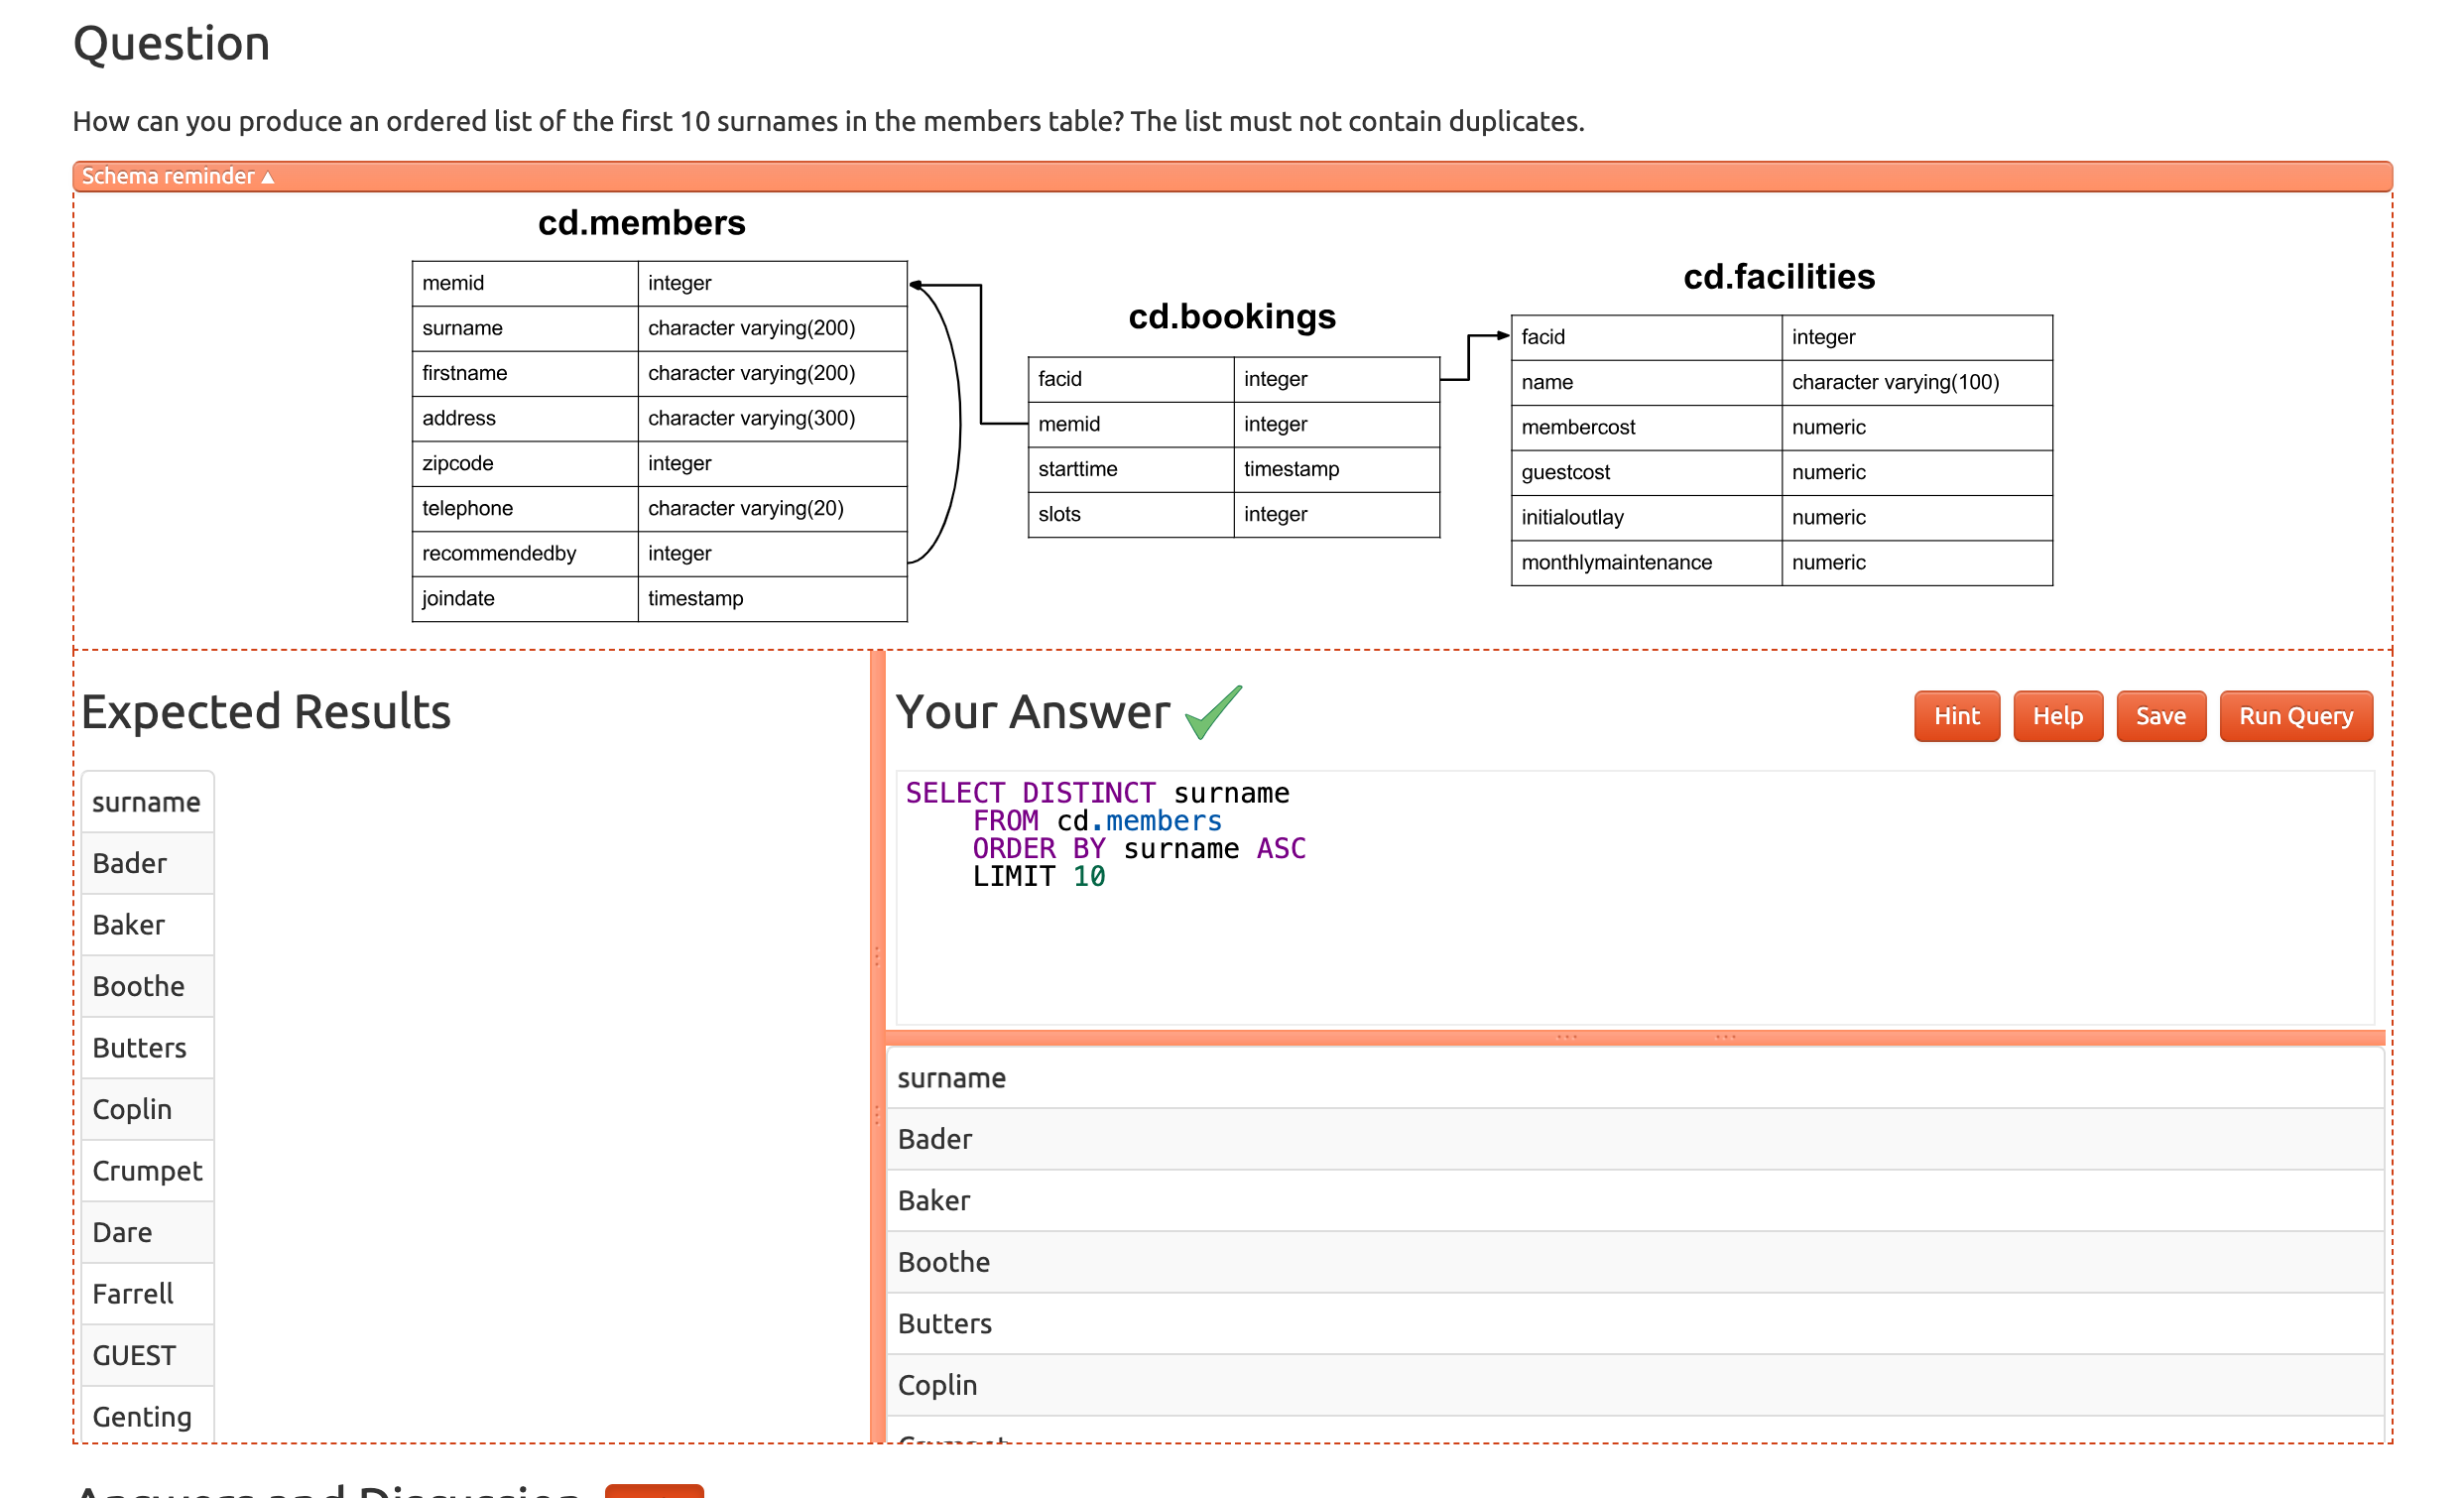 Question
How can you produce an ordered list of the first 10 surnames in the members table? The list must not contain duplicates.
Schema reminder
cd.members
memid integer
surname character varying(200)
firstname character varying(200)
address character varying(300)
zipcode integer
telephone character varying(20)
recommendedby integer
joindate timestamp
cd.bookings
facid integer
memid integer
starttime timestamp
slots integer
cd.facilities
facid integer
name character varying(100)
membercost numeric
guestcost numeric
initialoutlay numeric
monthlymaintenance numeric
Expected Results
surname
Bader
Baker
Boothe
Butters
Coplin
Crumpet
Dare
Farrell
GUEST
Genting
Your Answer
Hint Help Save Run Query
SELECT DISTINCT surname
FROM cd.members
ORDER BY surname ASC
LIMIT 10
surname
Bader
Baker
Boothe
Butters
Coplin
Answers and Discussion